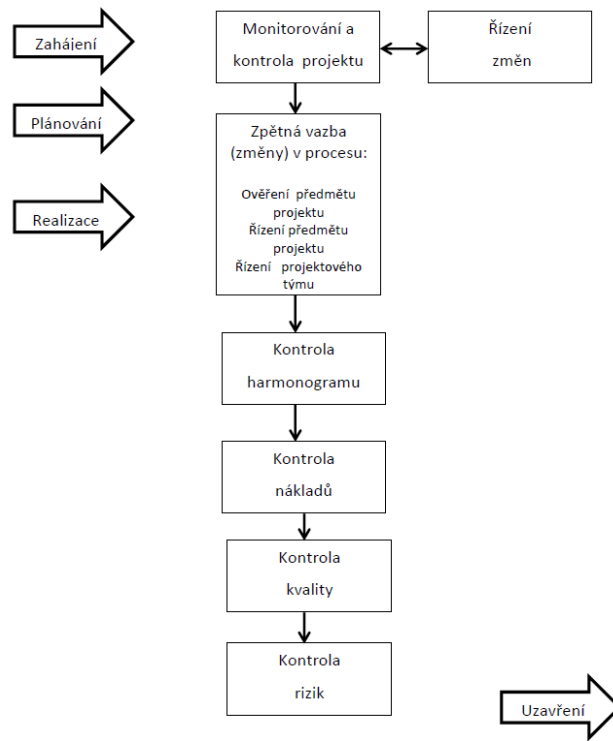 Zahájení
Monitorování a
kontrola projektu
Řízení
změn
Plánování
Zpětná vazba
(změny) v procesu:
Ověření předmětu
projektu
Řízení předmětu
projektu
Řízení projektového
týmu
Realizace
Kontrola
harmonogramu
Kontrola
nákladů
Kontrola
kvality
Kontrola
rizik
Uzavření